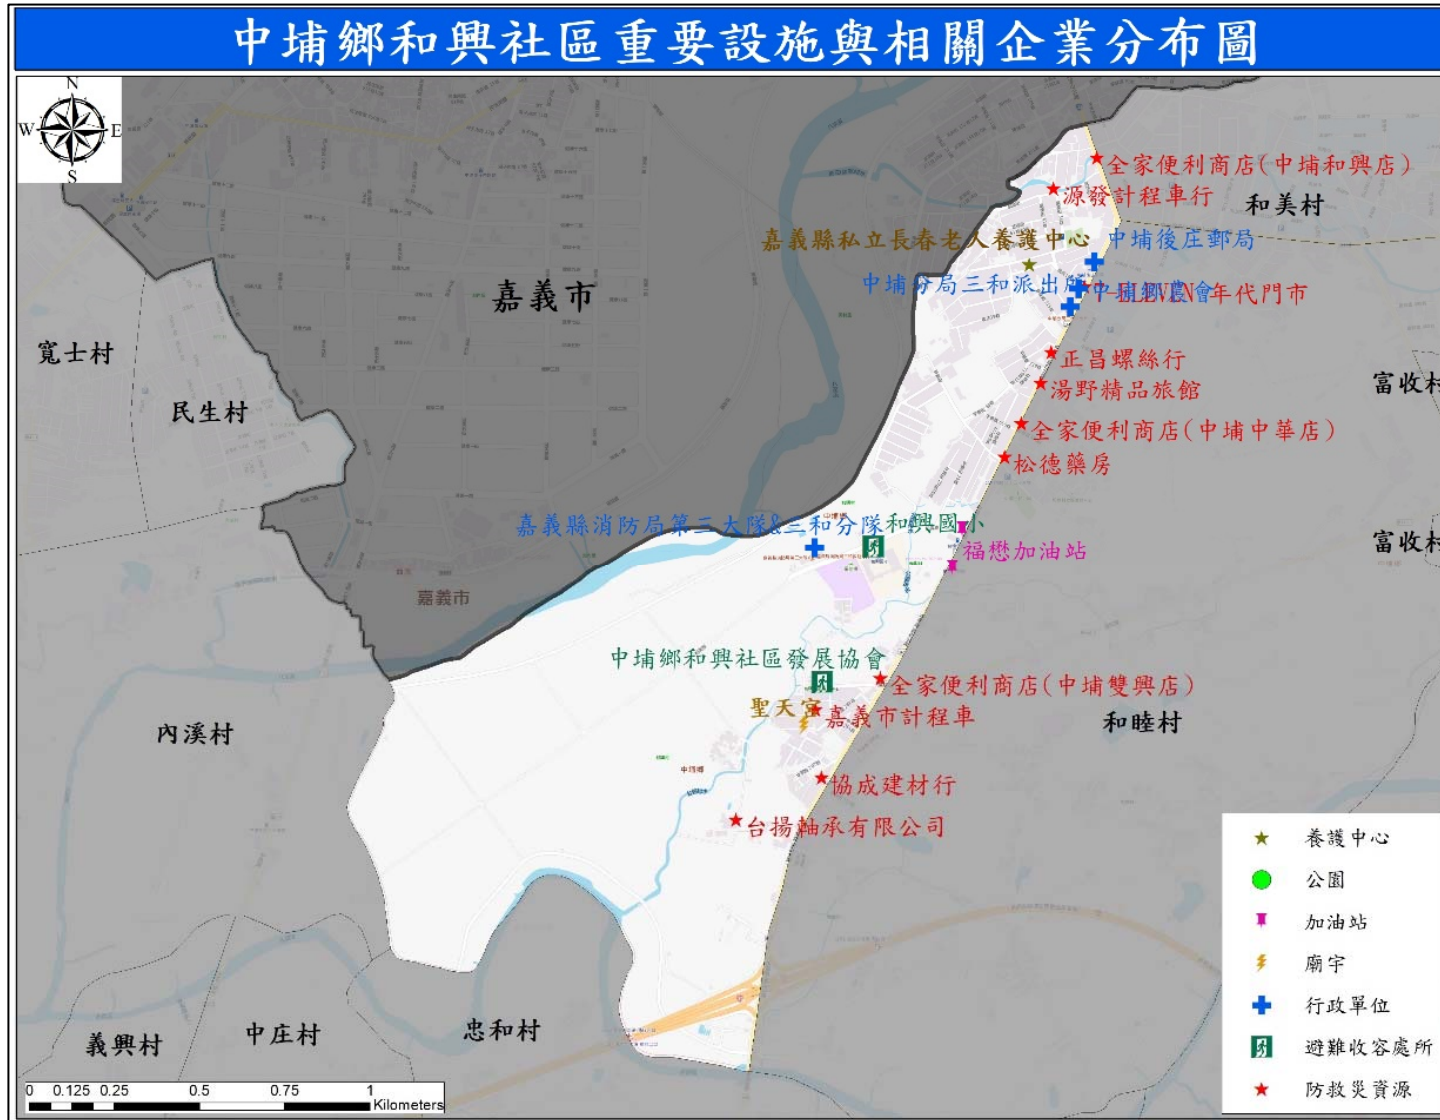 中埔鄉和興社區重要設施與相關企業分布圖
N
W
E
S
全家便利商店(中埔和興店)
源發計程車行
和美村
嘉義縣私立長春老人養護中心
中埔後庄郵局
中埔分局三和派出所
中埔鄉農會
7-ELEVEN 年代門市
嘉義市
寬士村
正昌螺絲行
湯野精品旅館
富收村
民生村
全家便利商店(中埔中華店)
松德藥房
嘉義縣消防局第三大隊&三和分隊
和興國小
富收村
福懋加油站
嘉義市
中埔鄉和興社區發展協會
全家便利商店(中埔雙興店)
聖天宮
嘉義市計程車
和睦村
內溪村
中埔鄉
協成建材行
台揚軸承有限公司
養護中心
公園
加油站
廟宇
行政單位
避難收容處所
防救災資源
義興村
中庄村
忠和村
0 0.125 0.25 0.5 0.75 1
Kilometers